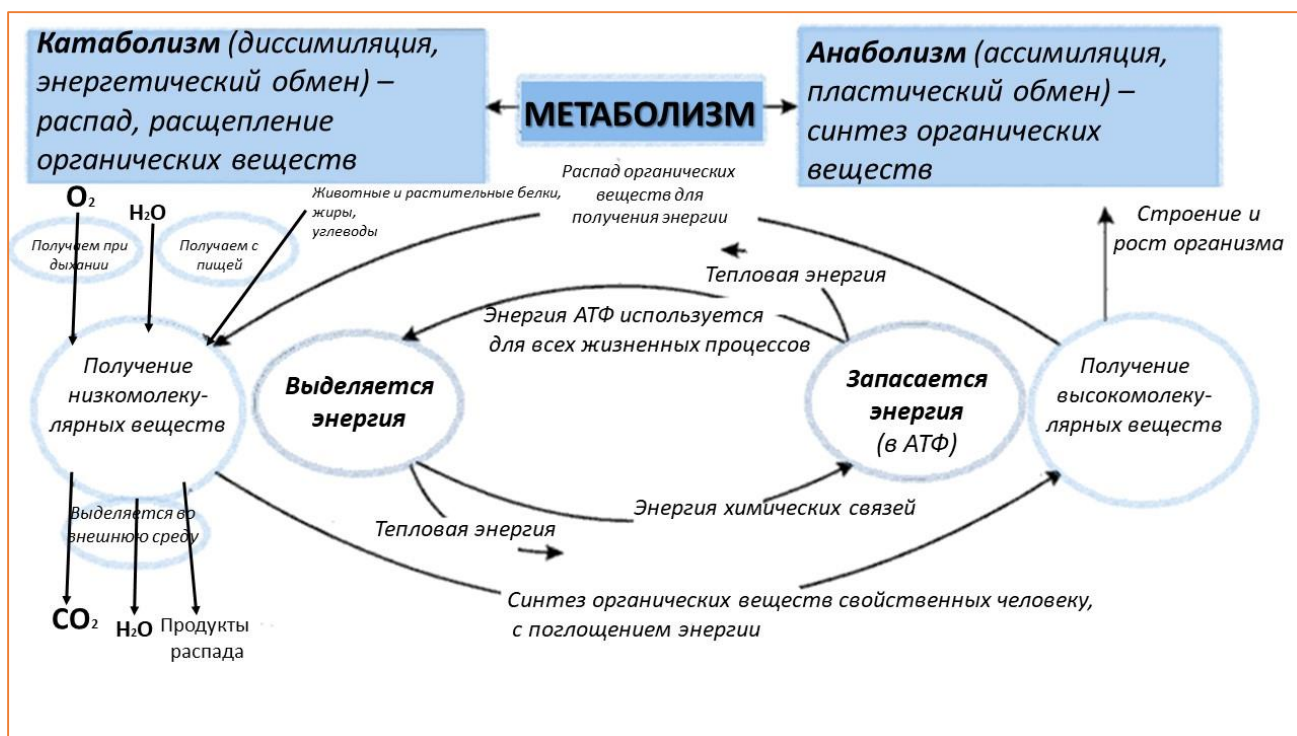 Катаболизм (диссимиляция,
энергетический обмен) –
распад, расщепление
органических веществ
МЕТАБОЛИЗМ
Анаболизм (ассимиляция,
пластический обмен) –
синтез органических
веществ
O₂
H₂O
Животные и растительные белки,
жиры,
углеводы
Распад органических
веществ для
получения энергии
Строение и
рост организма
Получаем при
дыхании
Получаем с
пищей
Тепловая энергия
Энергия АТФ используется
для всех жизненных процессов
Получение
низкомолеку-
лярных веществ
Выделяется
энергия
Запасается
энергия
(в АТФ)
Получение
высокомолеку-
лярных веществ
Выделяется во
внешнюю среду
Тепловая энергия
Энергия химических связей
Синтез органических веществ свойственных человеку,
с поглощением энергии
CO₂
H₂O
Продукты
распада